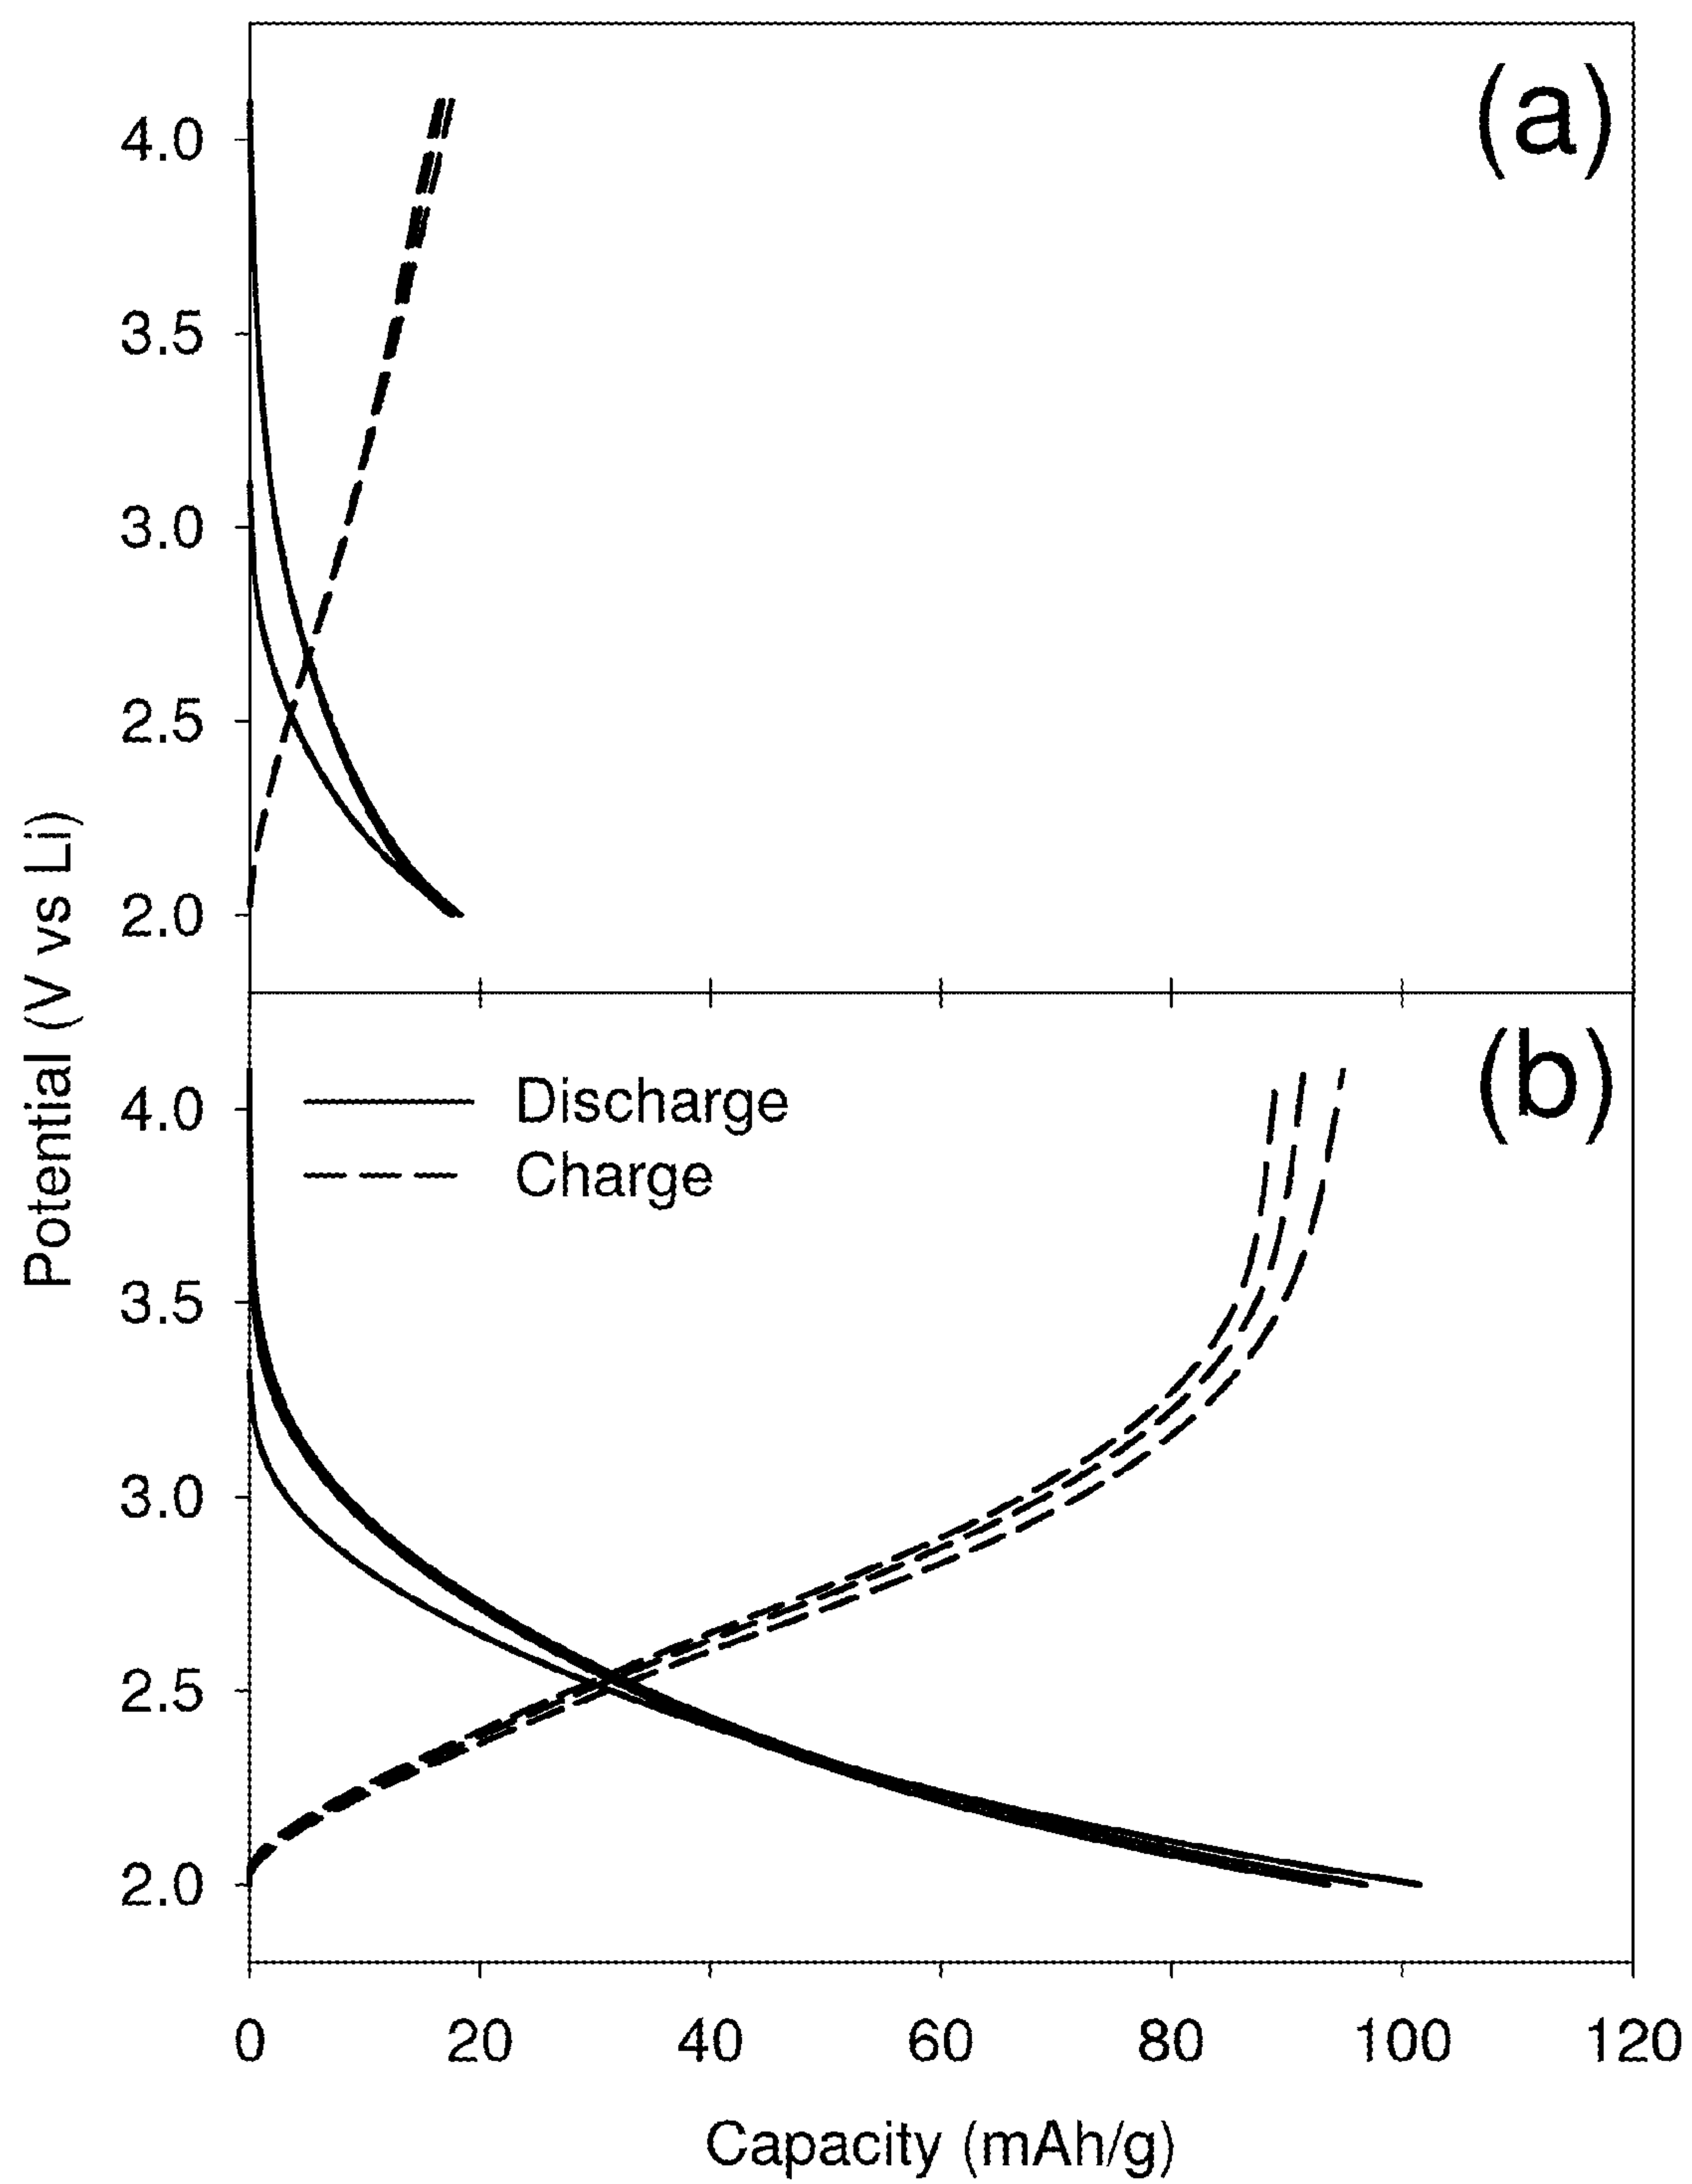 (a)
4.0
3.5
3.0
2.5
2.0
Potential (V vs Li)
(b)
Discharge
Charge
4.0
3.5
3.0
2.5
2.0
0 20 40 60 80 100 120
Capacity (mAh/g)